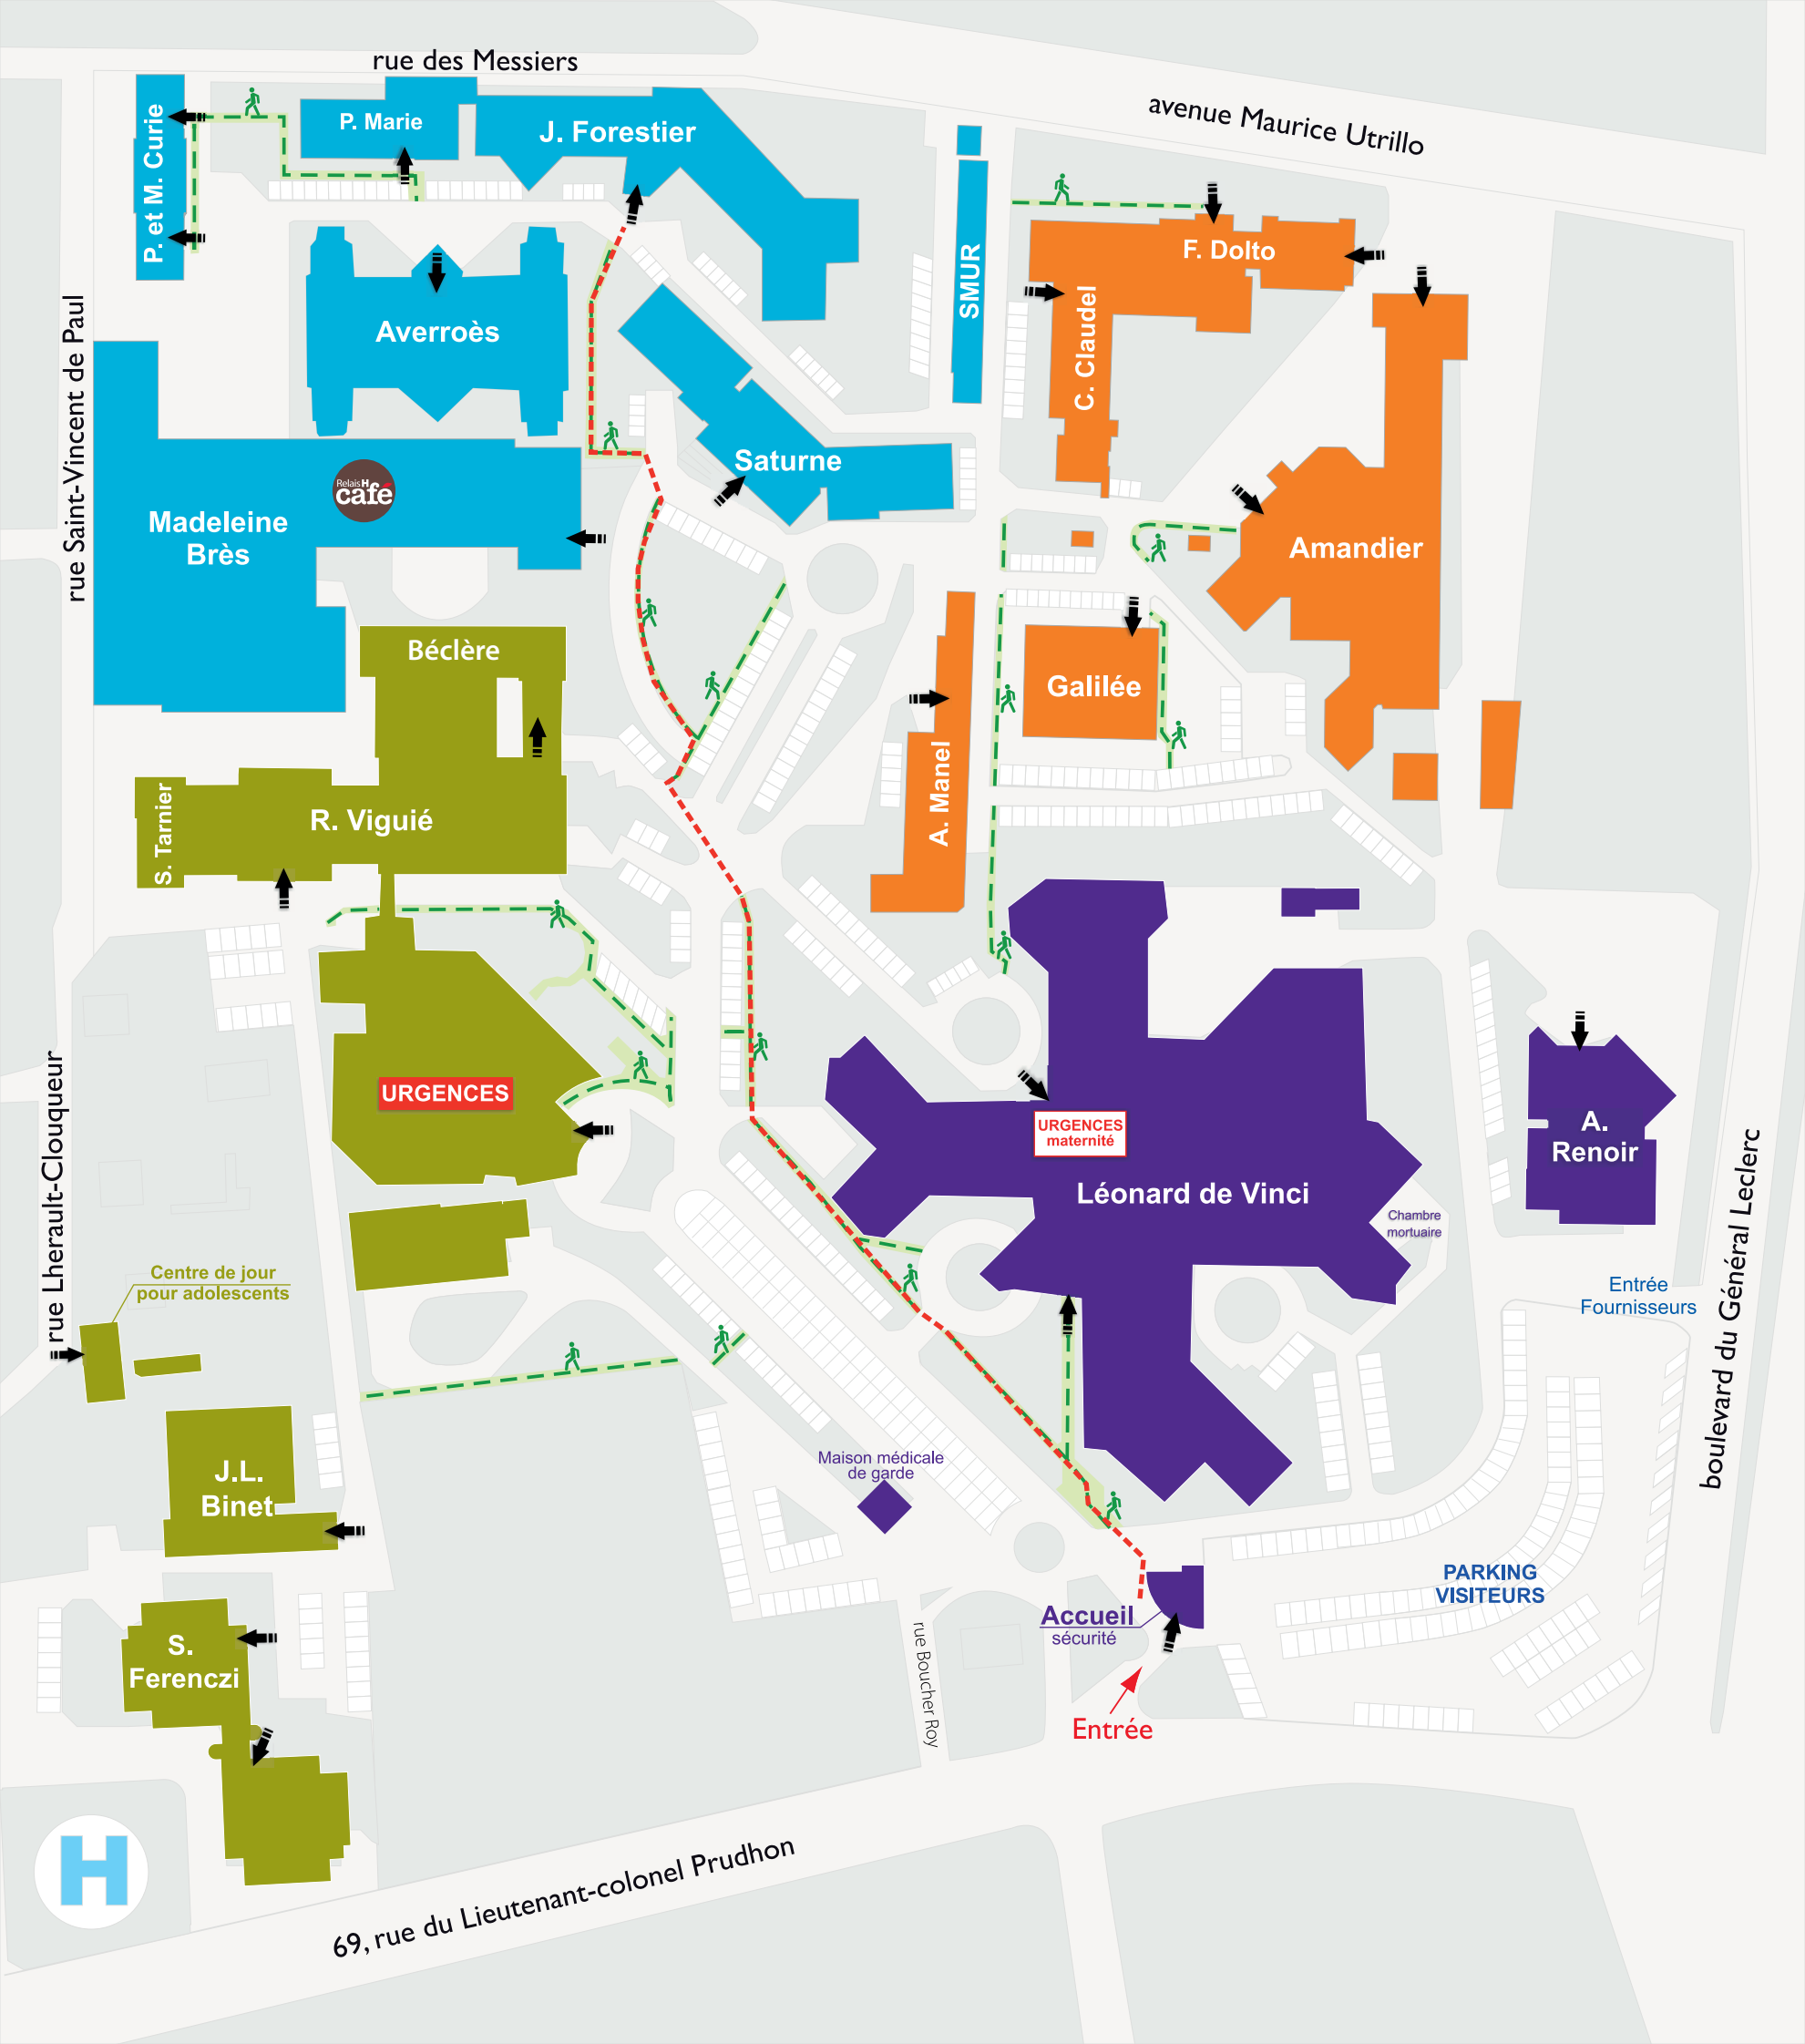 rue des Messiers
avenue Maurice Utrillo
P. et M. Curie
P. Marie
J. Forestier
SMUR
F. Dolto
C. Claudel
Averroès
rue Saint-Vincent de Paul
Saturne
RelaisH
café
Madeleine
Brès
Amandier
Béclère
Galilée
A. Manel
S. Tarnier
R. Viguié
URGENCES
URGENCES
maternité
A.
Renoir
Léonard de Vinci
Chambre
mortuaire
rue Lherault-Clouqueur
Centre de jour
pour adolescents
Entrée
Fournisseurs
boulevard du Général Leclerc
Maison médicale
de garde
J.L.
Binet
PARKING
VISITEURS
Accueil
sécurité
S.
Ferenczi
rue Boucher Roy
Entrée
H
69, rue du Lieutenant-colonel Prudhon